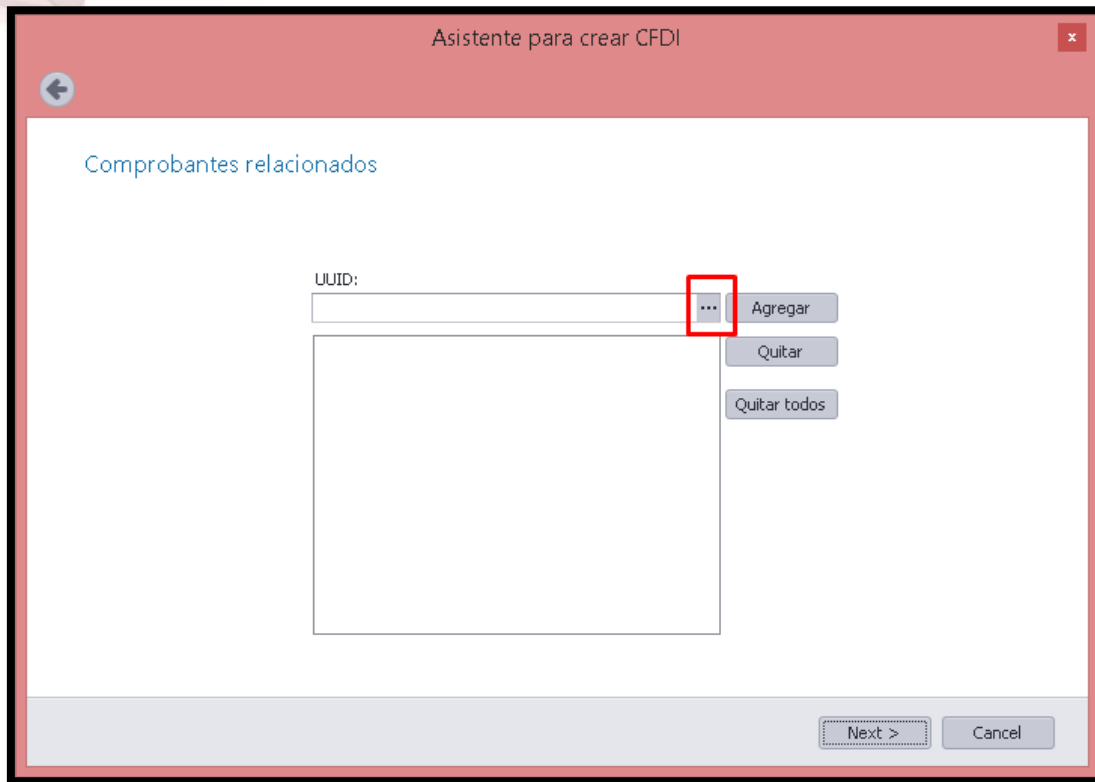 Asistente para crear CFDI
x
Comprobantes relacionados
UUID:
... Agregar
Quitar
Quitar todos
Next > Cancel